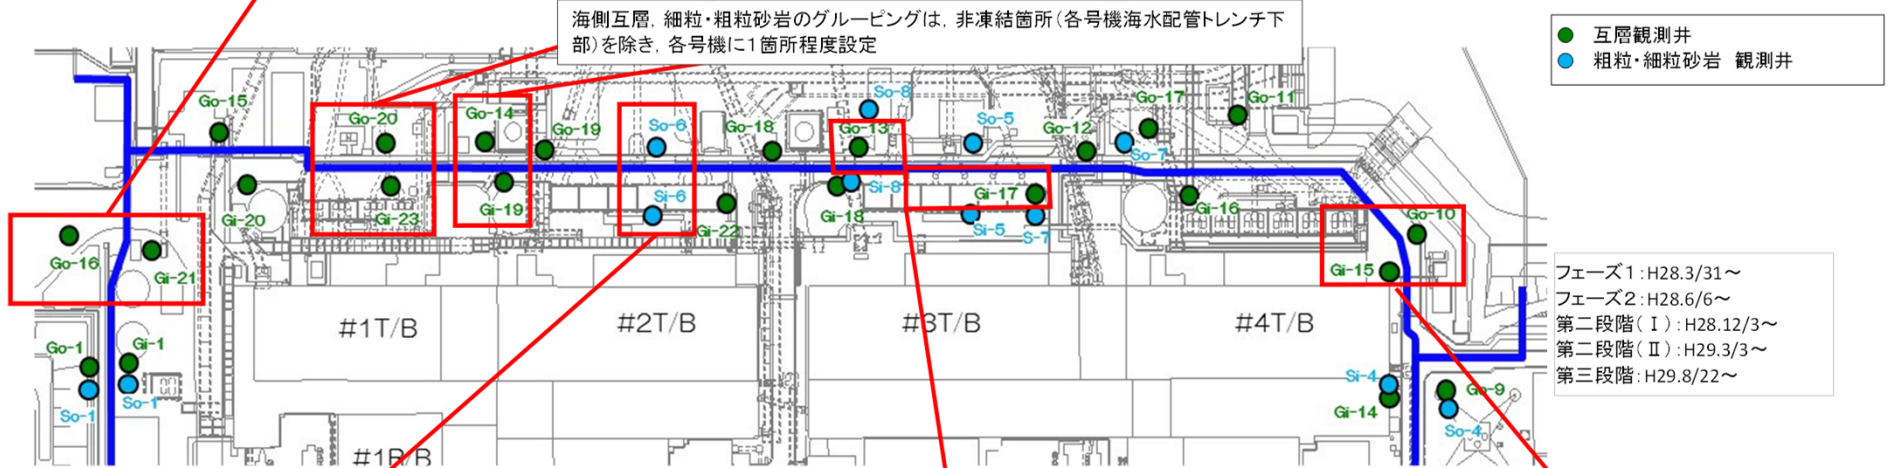 海側互層, 細粒・粗粒砂岩のグルーピングは, 非凍結箇所(各号機海水配管トレンチ下
部)を除き, 各号機に1箇所程度設定
互層観測井
粗粒・細粒砂岩 観測井
Go-15
Go-20
Go-14
Go-19
So-6
Go-18
So-8
Go-13
So-5
Go-12
Go-17
So-7
Go-11
Gi-20
Gi-23
Gi-19
Si-6
Gi-22
Gi-18
Si-8
Gi-17
Si-5
S-7
Gi-16
Go-10
Gi-15
Go-16
Gi-21
フェーズ1:H28.3/31~
フェーズ2:H28.6/6~
第二段階(Ⅰ):H28.12/3~
第二段階(Ⅱ):H29.3/3~
第三段階:H29.8/22~
#1T/B
#2T/B
#3T/B
#4T/B
Go-1
Gi-1
So-1
So-1
Si-4
Gi-14
Go-9
So-4
#1R/B